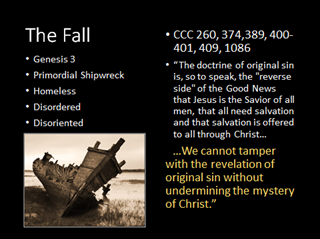 The Fall
• Genesis 3
• Primordial Shipwreck
• Homeless
• Disordered
• Disoriented
• CCC 260, 374,389, 400-
401, 409, 1086
• “The doctrine of original sin
is, so to speak, the "reverse
side" of the Good News
that Jesus is the Savior of all
men, that all need salvation
and that salvation is offered
to all through Christ…
…We cannot tamper
with the revelation of
original sin without
undermining the mystery
of Christ.”